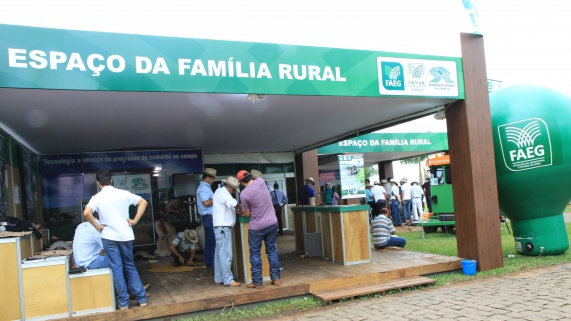 ESPAÇO DA FAMÍLIA RURAL
FAEG
SENAR
ESPAÇO DA FAMÍLIA RURAL
Tecnologia a serviço do progresso do trabalho no campo
FAEG